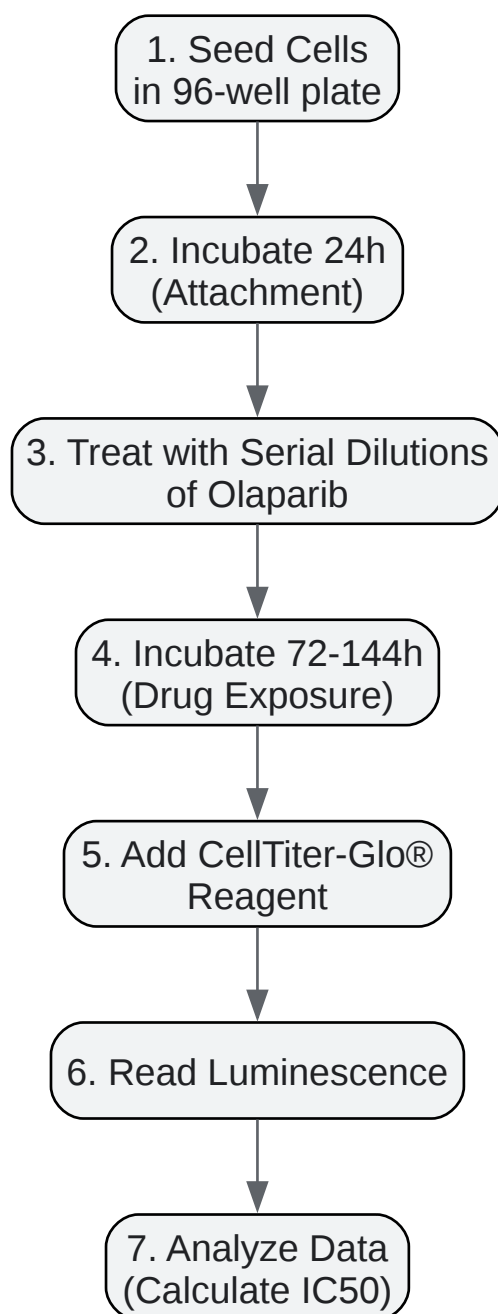 1. Seed Cells
in 96-well plate
2. Incubate 24h
(Attachment)
3. Treat with Serial Dilutions
of Olaparib
4. Incubate 72-144h
(Drug Exposure)
5. Add CellTiter-Glo®
Reagent
6. Read Luminescence
7. Analyze Data
(Calculate IC50)